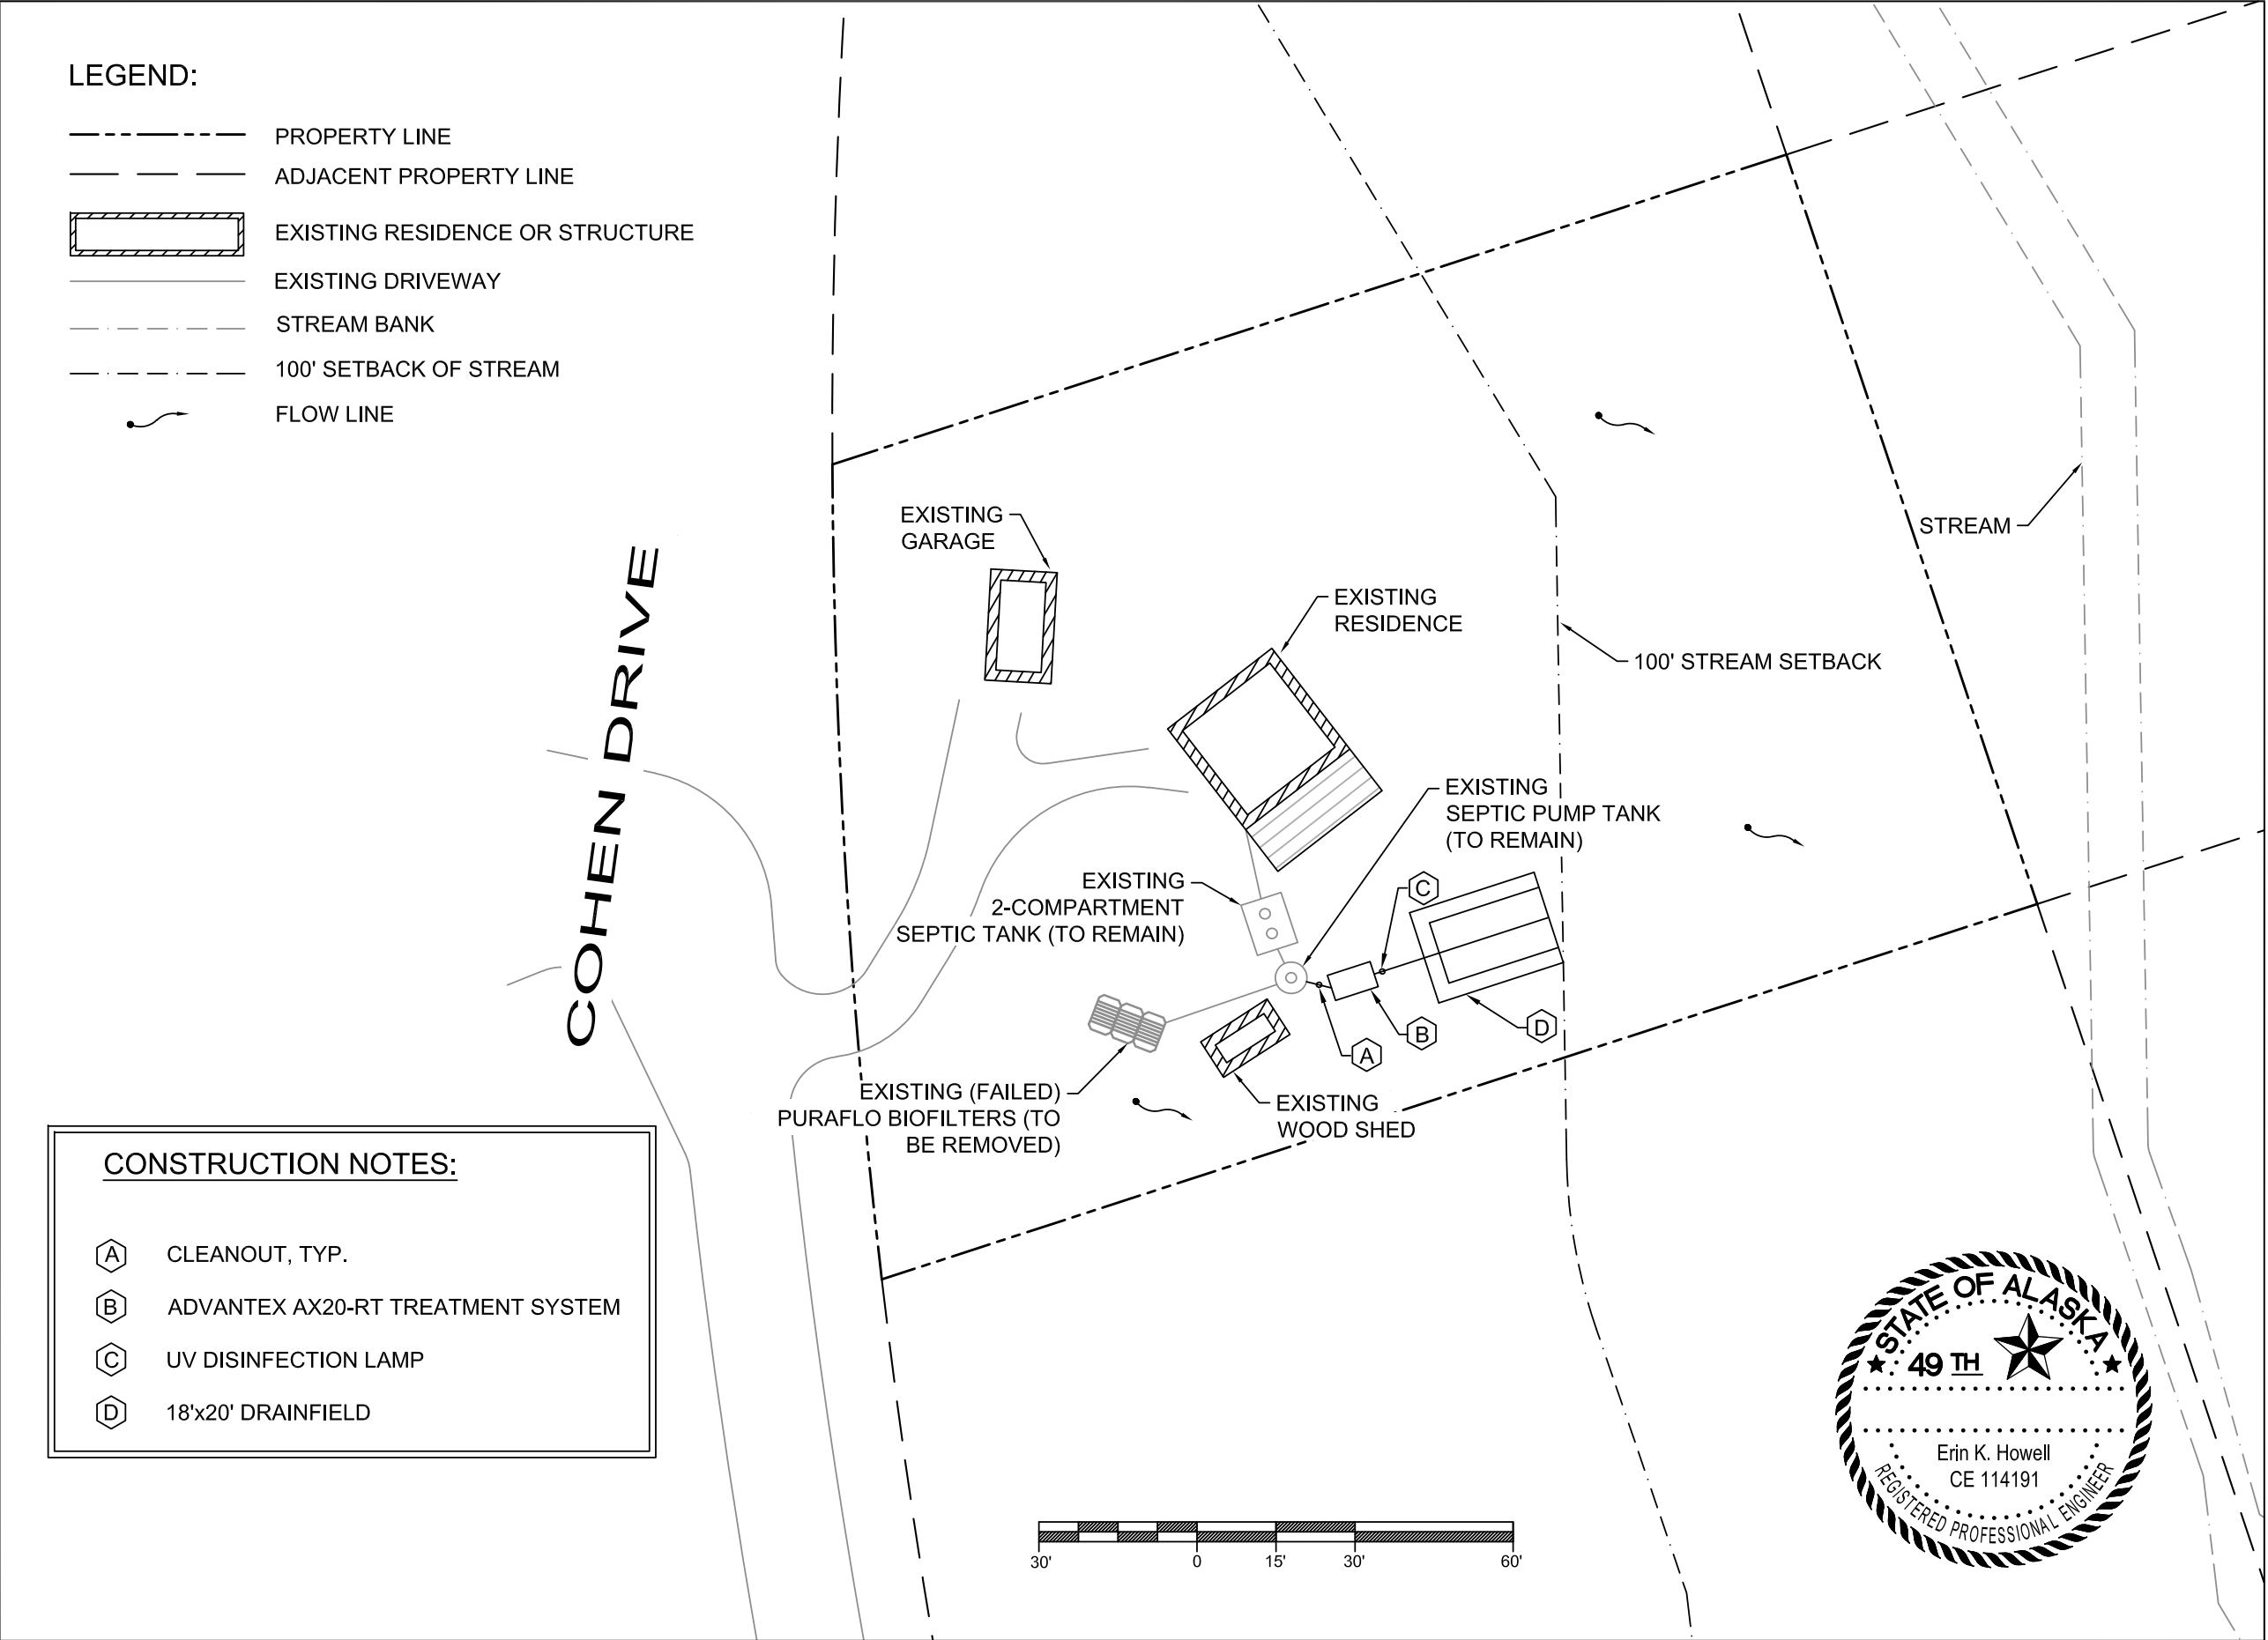 LEGEND:
PROPERTY LINE
ADJACENT PROPERTY LINE
EXISTING RESIDENCE OR STRUCTURE
EXISTING DRIVEWAY
STREAM BANK
100' SETBACK OF STREAM
FLOW LINE
COHEN DRIVE
EXISTING
GARAGE
EXISTING
RESIDENCE
STREAM
100' STREAM SETBACK
EXISTING
SEPTIC PUMP TANK
(TO REMAIN)
EXISTING
2-COMPARTMENT
SEPTIC TANK (TO REMAIN)
C
D
B
A
EXISTING (FAILED)
PURAFLO BIOFILTERS (TO
BE REMOVED)
EXISTING
WOOD SHED
CONSTRUCTION NOTES:
A CLEANOUT, TYP.
B ADVANTEX AX20-RT TREATMENT SYSTEM
C UV DISINFECTION LAMP
D 18'x20' DRAINFIELD
30' 0 15' 30' 60'
STATE OF ALASKA
49 TH
Erin K. Howell
CE 114191
REGISTERED PROFESSIONAL ENGINEER